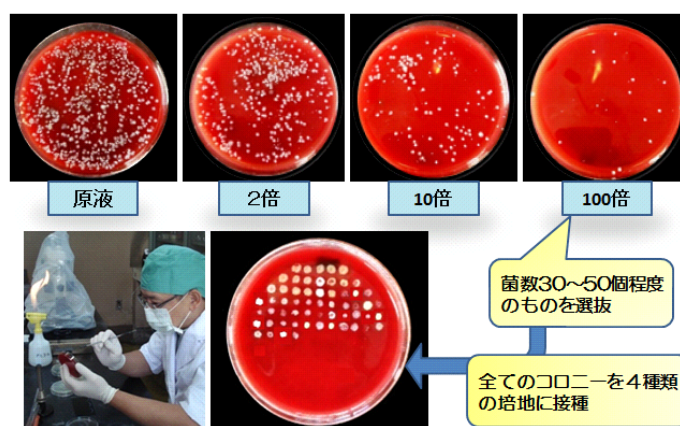 原液
2倍
10倍
100倍
菌数30～50個程度
のものを選抜
全てのコロニーを４種類
の培地に接種